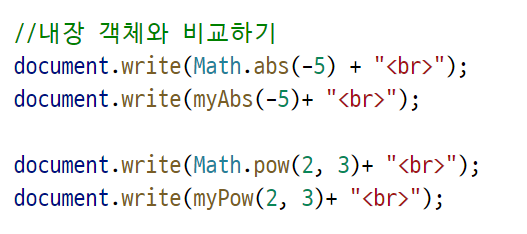 //내장 객체와 비교하기
document.write(Math.abs(-5) + "<br>");
document.write(myAbs(-5)+ "<br>");
document.write(Math.pow(2, 3)+ "<br>");
document.write(myPow(2, 3)+ "<br>");